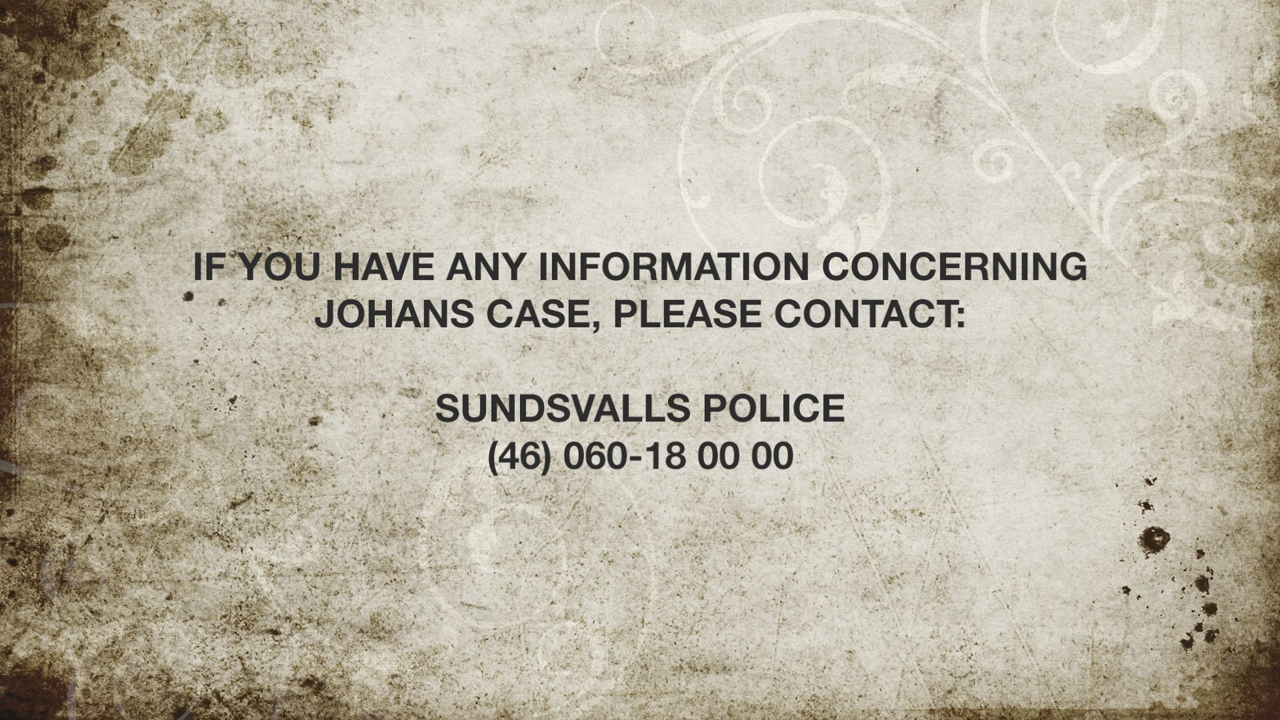 IF YOU HAVE ANY INFORMATION CONCERNING
JOHANS CASE, PLEASE CONTACT:
SUNDSVALLS POLICE
(46) 060-18 00 00